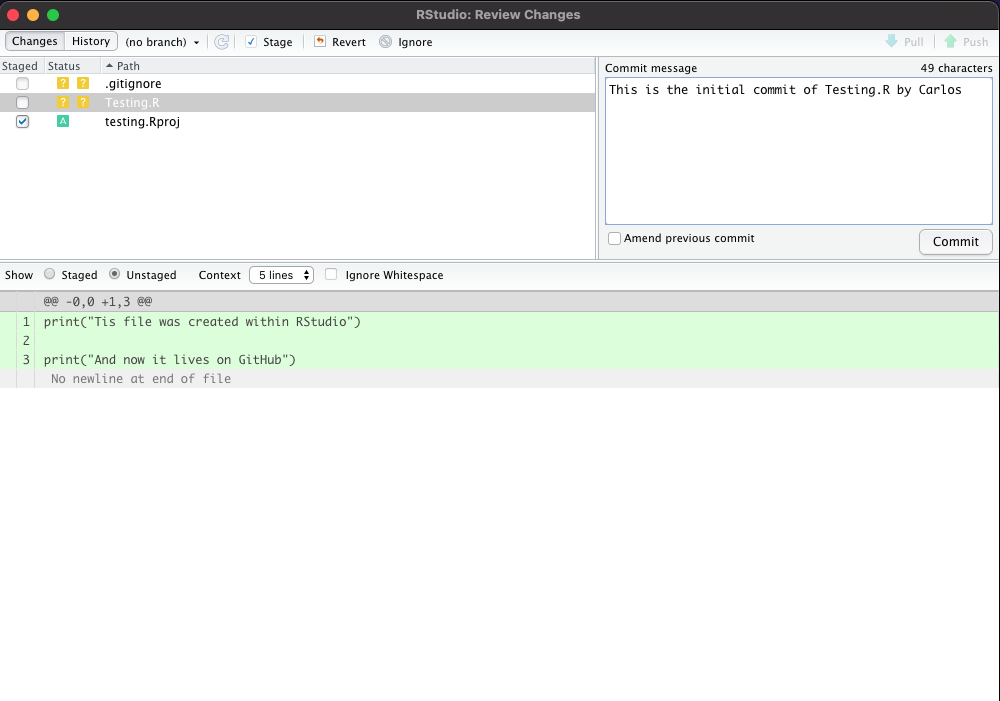 RStudio: Review Changes
Changes History (no branch) Stage Revert Ignore Pull Push
Staged Status Path
? ? .gitignore
? ? Testing.R
A testing.Rproj
Commit message 49 characters
This is the initial commit of Testing.R by Carlos
Amend previous commit Commit
Show Staged Unstaged Context 5 lines Ignore Whitespace
@@ -0,0 +1,3 @@
1 print("Tis file was created within RStudio")
2
3 print("And now it lives on GitHub")
No newline at end of file